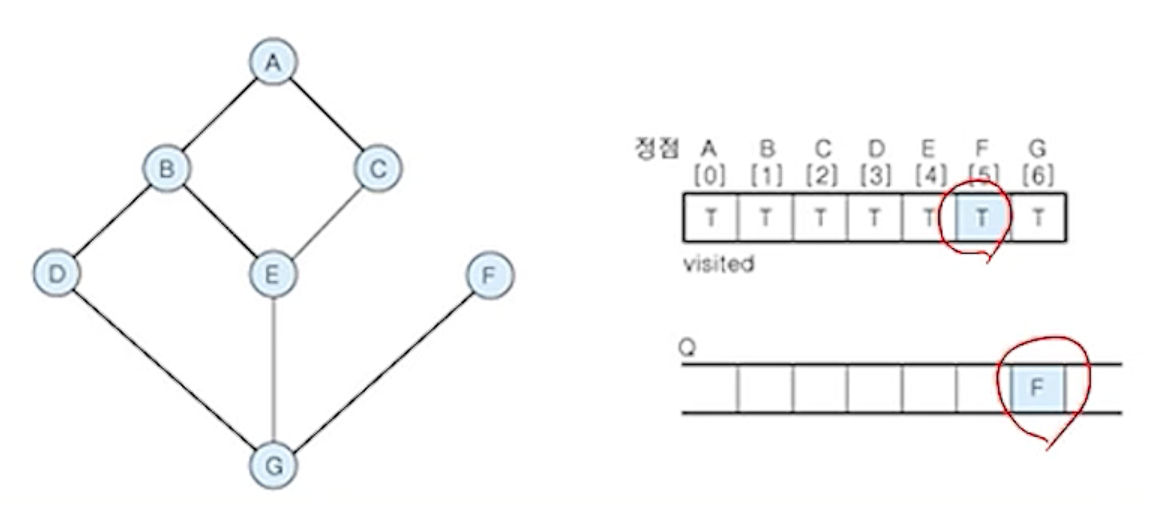 A
B
C
D
E
F
G
정점 A B C D E F G
[0] [1] [2] [3] [4] [5] [6]
T T T T T T T
visited
Q
F